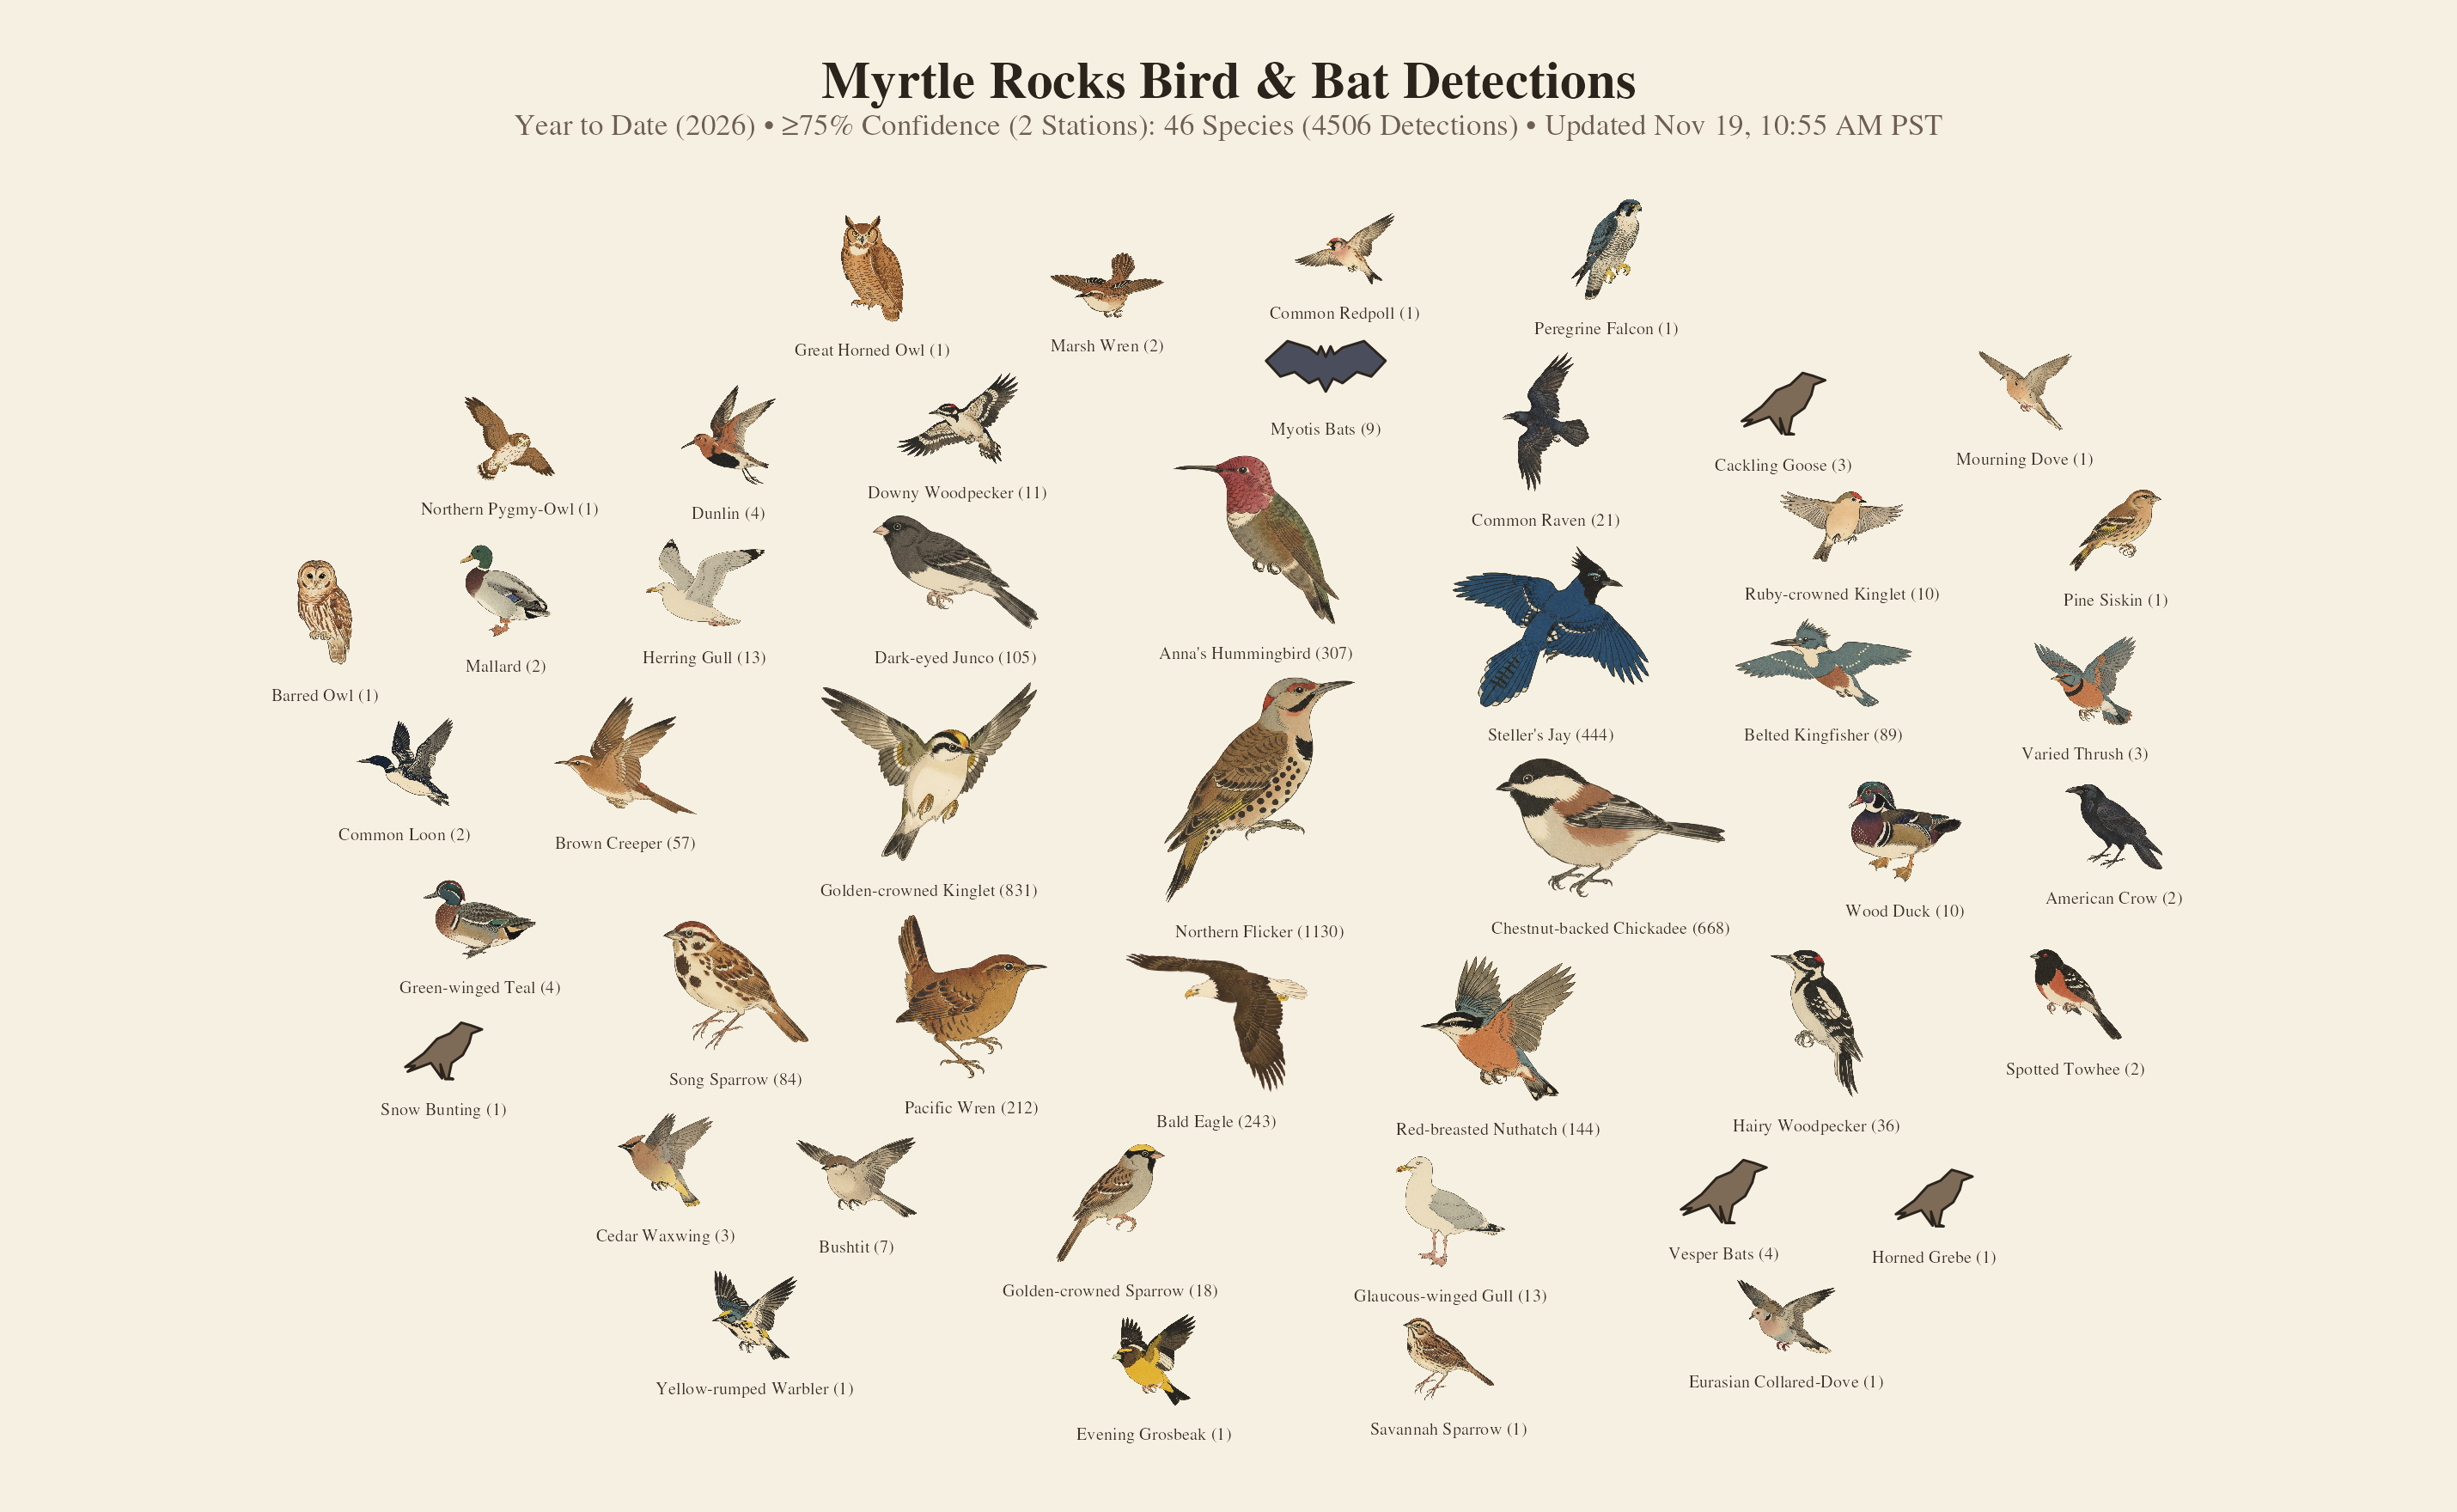 Myrtle Rocks Bird & Bat Detections
Year to Date (2026) • ≥75% Confidence (2 Stations): 46 Species (4506 Detections) • Updated Nov 19, 10:55 AM PST
Common Redpoll (1)
Peregrine Falcon (1)
Marsh Wren (2)
Great Horned Owl (1)
Myotis Bats (9)
Mourning Dove (1)
Cackling Goose (3)
Downy Woodpecker (11)
Northern Pygmy-Owl (1)
Dunlin (4)
Common Raven (21)
Ruby-crowned Kinglet (10)
Pine Siskin (1)
Anna's Hummingbird (307)
Dark-eyed Junco (105)
Herring Gull (13)
Mallard (2)
Barred Owl (1)
Steller's Jay (444)
Belted Kingfisher (89)
Varied Thrush (3)
Common Loon (2)
Brown Creeper (57)
Golden-crowned Kinglet (831)
American Crow (2)
Wood Duck (10)
Chestnut-backed Chickadee (668)
Northern Flicker (1130)
Green-winged Teal (4)
Spotted Towhee (2)
Song Sparrow (84)
Pacific Wren (212)
Snow Bunting (1)
Bald Eagle (243)
Hairy Woodpecker (36)
Red-breasted Nuthatch (144)
Cedar Waxwing (3)
Bushtit (7)
Vesper Bats (4)
Horned Grebe (1)
Golden-crowned Sparrow (18)
Glaucous-winged Gull (13)
Eurasian Collared-Dove (1)
Yellow-rumped Warbler (1)
Savannah Sparrow (1)
Evening Grosbeak (1)